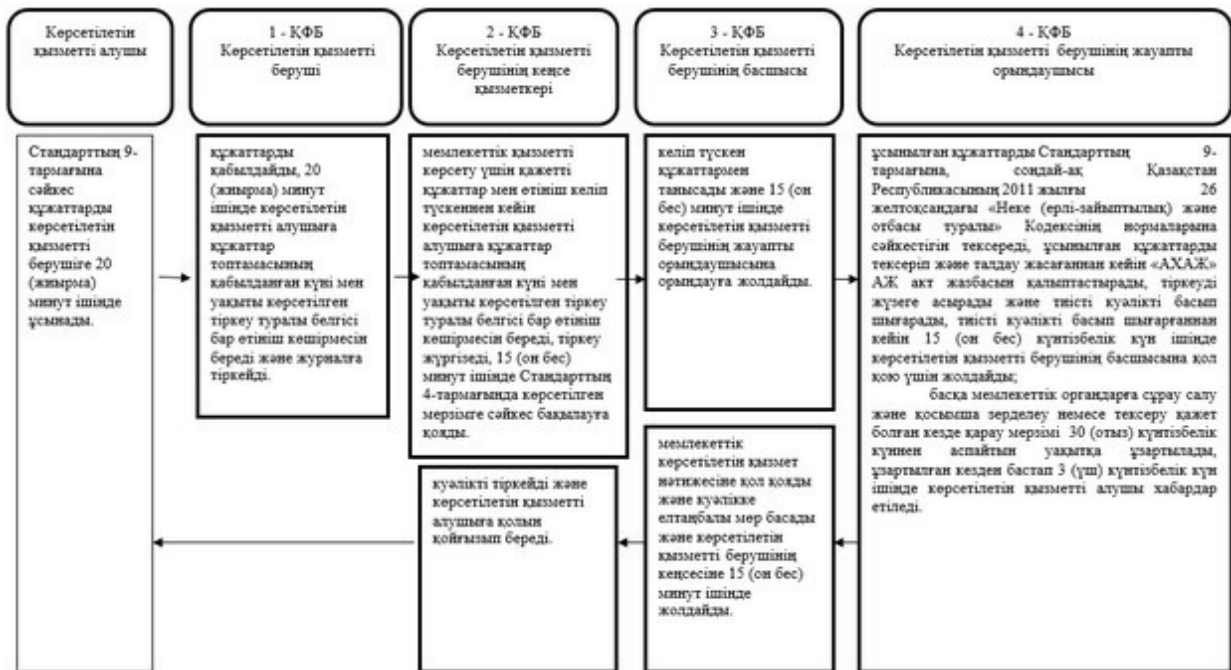 Көрсетілетін
қызметті алушы
1 - ҚФБ
Көрсетілетін қызметті
беруші
2 - ҚФБ
Көрсетілетін қызметті
берушінің кеңсе
қызметкері
3 - ҚФБ
Көрсетілетін қызметті
берушінің басшысы
4 - ҚФБ
Көрсетілетін қызметті берушінің жауапты
орындаушысы
Стандарттың 9-
тармағына
сәйкес
құжаттарды
көрсетілетін
қызметті
берушіге 20
(жиырма)
минут ішінде
ұсынады.
құжаттарды
қабылдайды, 20
(жиырма) минут
ішінде көрсетілетін
қызметті алушыға
құжаттар
топтамасының
қабылданған күні мен
уақыты көрсетілген
тіркеу туралы белгісі
бар өтініш көшірмесін
береді және журналға
тіркейді.
мемлекеттік қызметті
көрсету үшін қажетті
құжаттар мен өтініш келіп
түскеннен кейін
көрсетілетін қызметті
алушыға құжаттар
топтамасының
қабылданған күні мен
уақыты көрсетілген тіркеу
туралы белгісі бар өтініш
көшірмесін береді, тіркеу
жүргізеді, 15 (он бес)
минут ішінде Стандарттың
4-тармағында көрсетілген
мерзімге сәйкес бақылауға
қояды.
келіп түскен
құжаттармен
танысады және 15 (он
бес) минут ішінде
көрсетілетін қызметті
берушінің жауапты
орындаушысына
орындауға жолдайды.
ұсынылған құжаттарды Стандарттың 9-
тармағына, сондай-ақ Қазақстан
Республикасының 2011 жылғы 26
желтоқсандағы «Неке (ерлі-зайыптылық) және
отбасы туралы» Кодексінің нормаларына
сәйкестігін тексереді, ұсынылған құжаттарды
тексеріп және талдау жасағаннан кейін «АХАЖ»
АЖ акт жазбасын қалыптастырады, тіркеуді
жүзеге асырады және тиісті куәлікті басып
шығарады, тиісті куәлікті басып шығарғаннан
кейін 15 (он бес) күнтізбелік күн ішінде
көрсетілетін қызметті берушінің басшысына қол
қою үшін жолдайды;
басқа мемлекеттік органдарға сұрау салу
және қосымша зерделеу немесе тексеру қажет
болған кезде қарау мерзімі 30 (отыз) күнтізбелік
күннен аспайтын уақытқа ұзартылады,
ұзартылған кезден бастап 3 (үш) күнтізбелік күн
ішінде көрсетілетін қызметті алушы хабардар
етіледі.
мемлекеттік
көрсетілетін қызмет
нәтижесіне қол қояды
және куәлікке
елтаңбалы мөр басады
және көрсетілетін
қызметті берушінің
кеңсесіне 15 (он бес)
минут ішінде
жолдайды.
куәлікті тіркейді және
көрсетілетін қызметті
алушыға қолын
қойғызып береді.